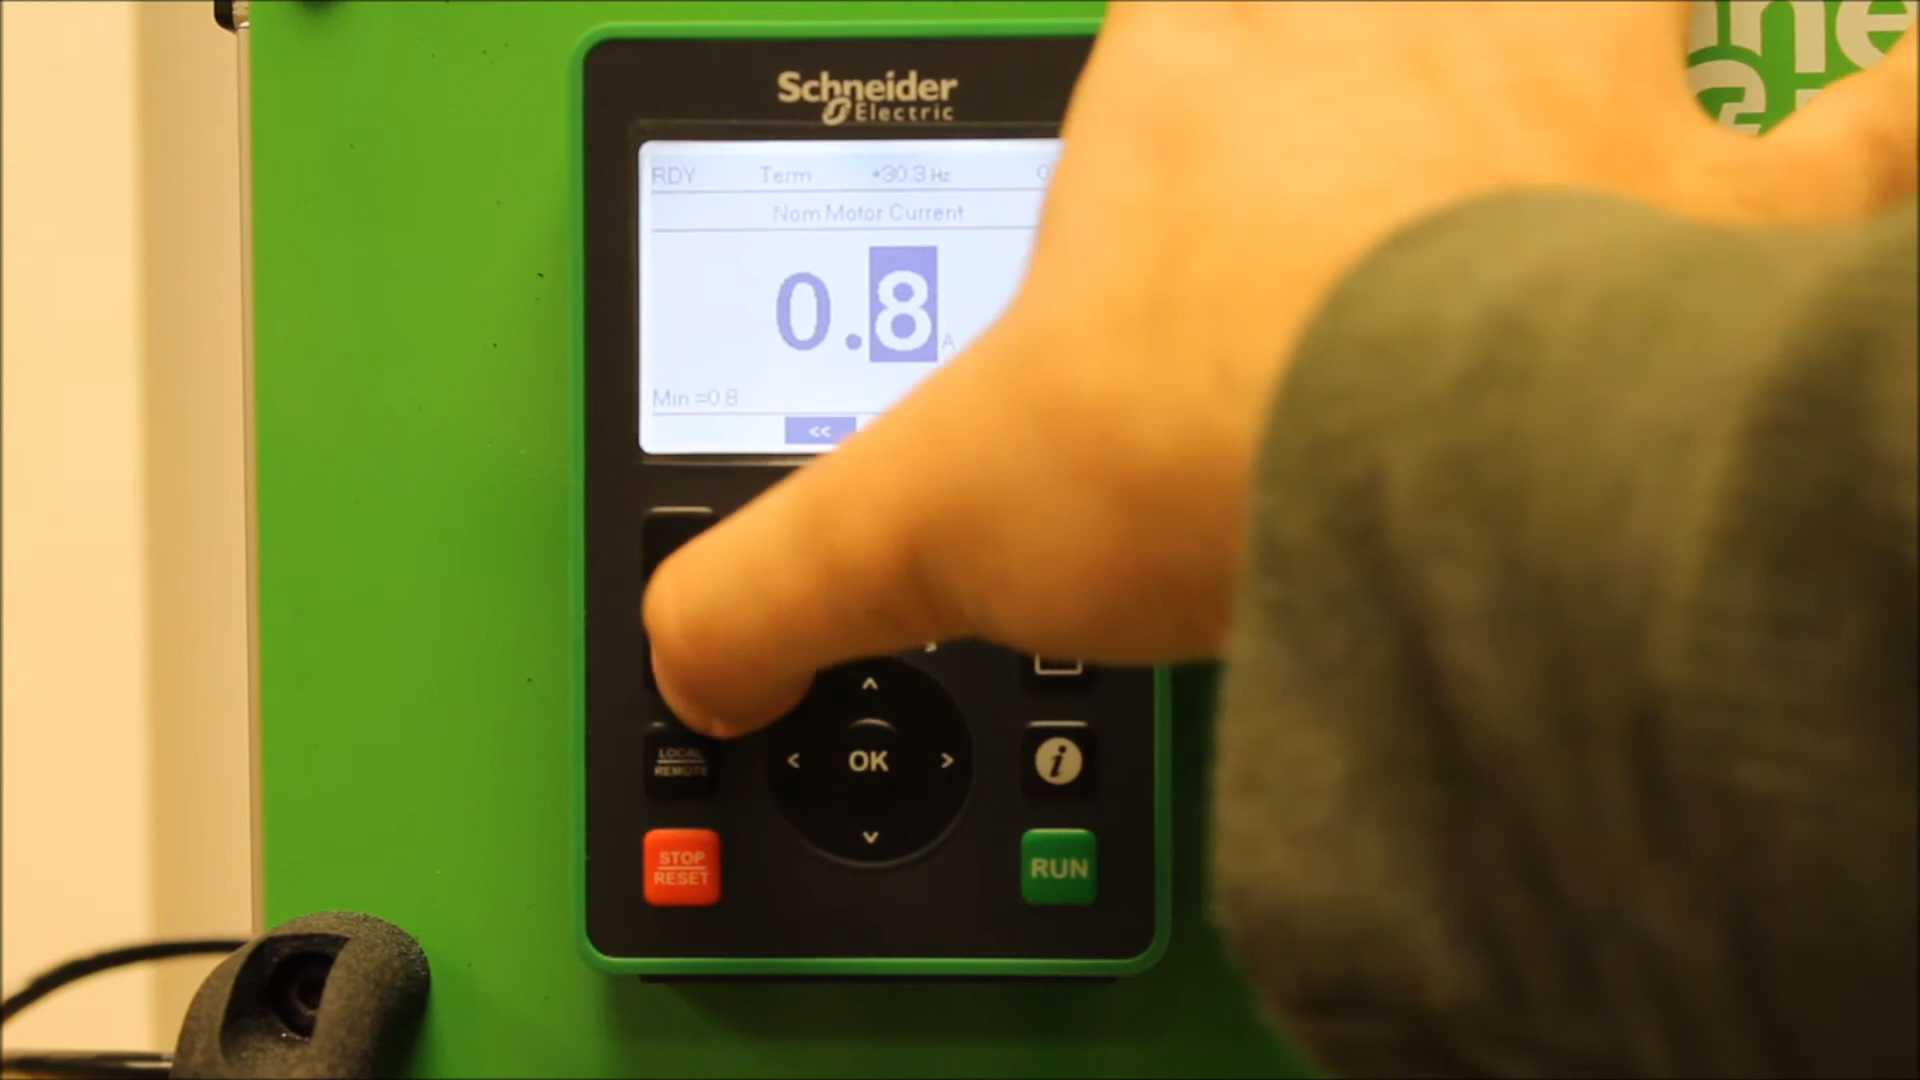 Schneider
Electric
RDY Term +30.3 Hz
Nom Motor Current
0.8 A
Min =0.8
<<
LOCAL
REMOTE
OK
STOP
RESET
RUN
i